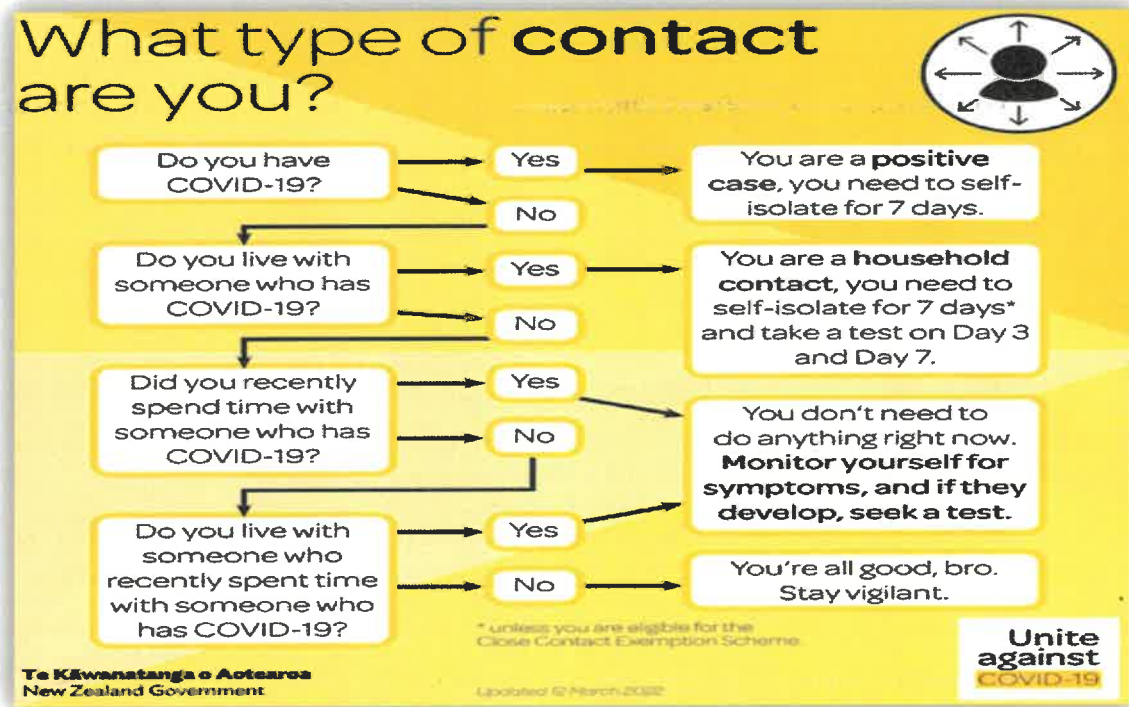 What type of contact
are you?
Do you have
COVID-19?
Yes
No
You are a positive
case, you need to self-
isolate for 7 days.
Do you live with
someone who has
COVID-19?
Yes
No
You are a household
contact, you need to
self-isolate for 7 days*
and take a test on Day 3
and Day 7.
Did you recently
spend time with
someone who has
COVID-19?
Yes
No
You don't need to
do anything right now.
Monitor yourself for
symptoms, and if they
develop, seek a test.
Do you live with
someone who
recently spent time
with someone who
has COVID-19?
Yes
No
You're all good, bro.
Stay vigilant.
* unless you are eligible for the
Close Contact Exemption Scheme.
Te Kāwanatanga o Aotearoa
New Zealand Government
Updated 12 March 2022
Unite
against
COVID-19